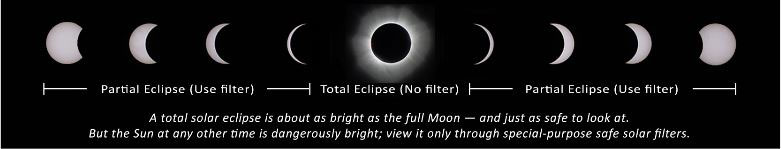 Partial Eclipse (Use filter) Total Eclipse (No filter) Partial Eclipse (Use filter)
A total solar eclipse is about as bright as the full Moon — and just as safe to look at.
But the Sun at any other time is dangerously bright; view it only through special-purpose safe solar filters.